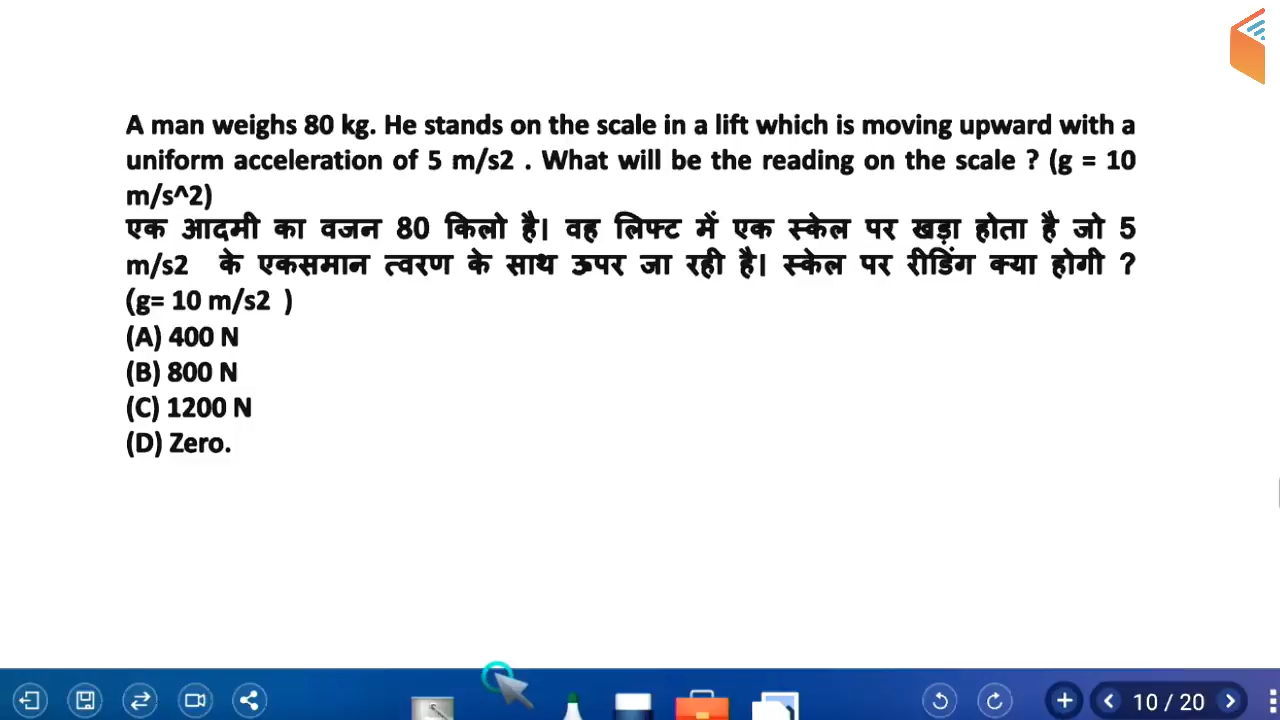 A man weighs 80 kg. He stands on the scale in a lift which is moving upward with a
uniform acceleration of 5 m/s2 . What will be the reading on the scale ? (g = 10
m/s^2)
एक आदमी का वजन 80 किलो है। वह लिफ्ट में एक स्केल पर खड़ा होता है जो 5
m/s2 के एकसमान त्वरण के साथ ऊपर जा रही है। स्केल पर रीडिंग क्या होगी ?
(g= 10 m/s2 )
(A) 400 N
(B) 800 N
(C) 1200 N
(D) Zero.
10 / 20